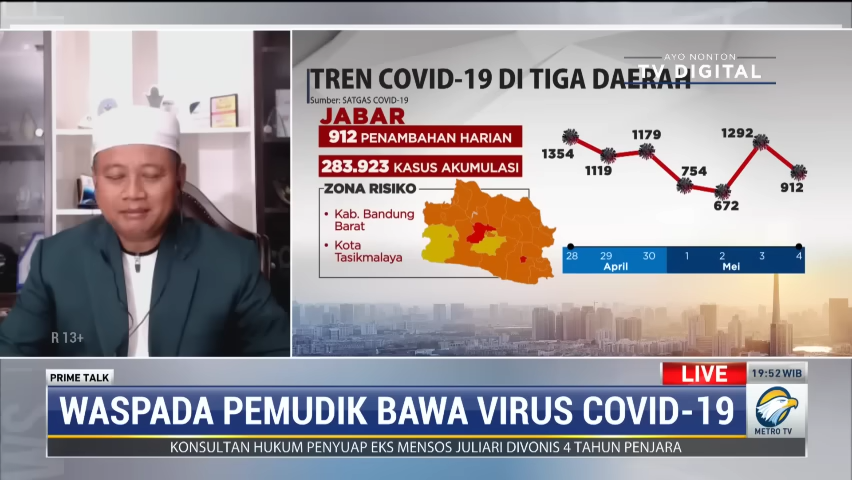 AYO NONTON
TV DIGITAL
TREN COVID-19 DI TIGA DAERAH
Sumber: SATGAS COVID-19
JABAR
912 PENAMBAHAN HARIAN
283.923 KASUS AKUMULASI
ZONA RISIKO
• Kab. Bandung
Barat
• Kota
Tasikmalaya
1354
1119
1179
754
672
1292
912
28 29 30 1 2 3 4
April Mei
R 13+
PRIME TALK
LIVE
19:52 WIB
WASPADA PEMUDIK BAWA VIRUS COVID-19
METRO TV
KONSULTAN HUKUM PENYUAP EKS MENSOS JULIARI DIVONIS 4 TAHUN PENJARA